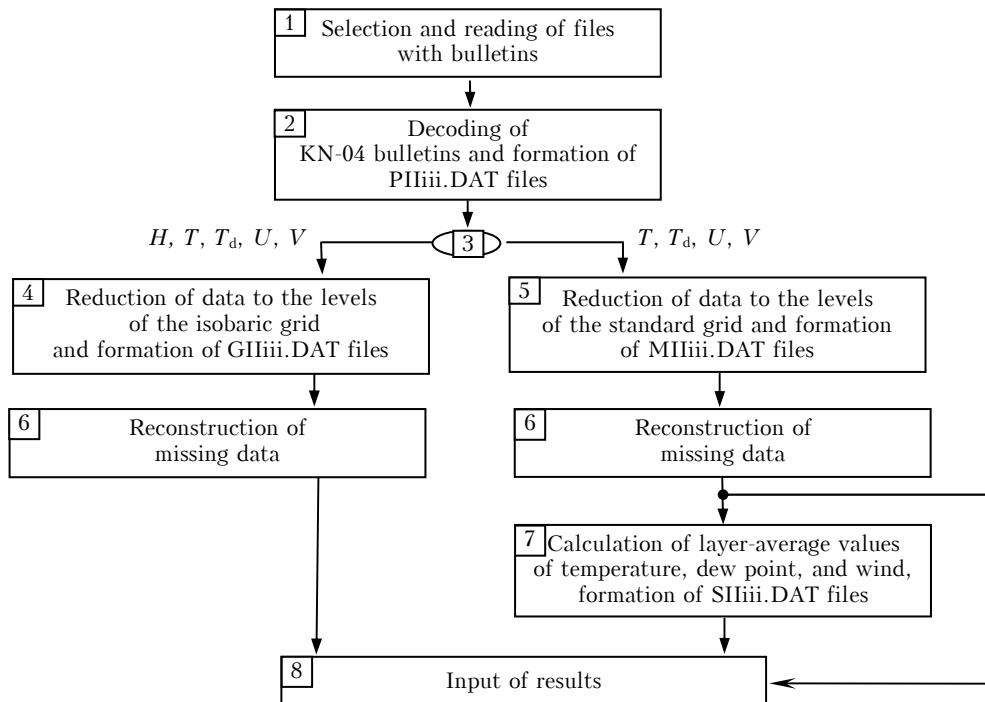 1
Selection and reading of files
with bulletins
2
Decoding of
KN-04 bulletins and formation of
PIIiii.DAT files
H, T, Td, U, V
3
T, Td, U, V
4
Reduction of data to the levels
of the isobaric grid
and formation of GIIiii.DAT files
5
Reduction of data to the levels
of the standard grid and formation
of MIIiii.DAT files
6
Reconstruction of
missing data
6
Reconstruction of
missing data
7
Calculation of layer-average values
of temperature, dew point, and wind,
formation of SIIiii.DAT files
8
Input of results